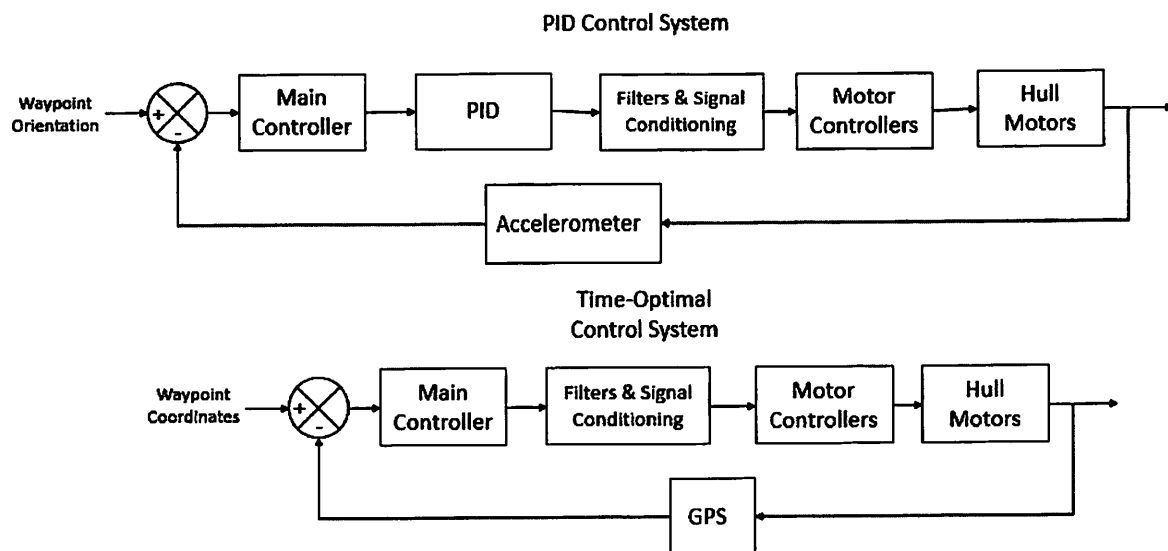 PID Control System
Waypoint
Orientation
+
-
Main
Controller
PID
Filters & Signal
Conditioning
Motor
Controllers
Hull
Motors
Accelerometer
Time-Optimal
Control System
Waypoint
Coordinates
+
-
Main
Controller
Filters & Signal
Conditioning
Motor
Controllers
Hull
Motors
GPS